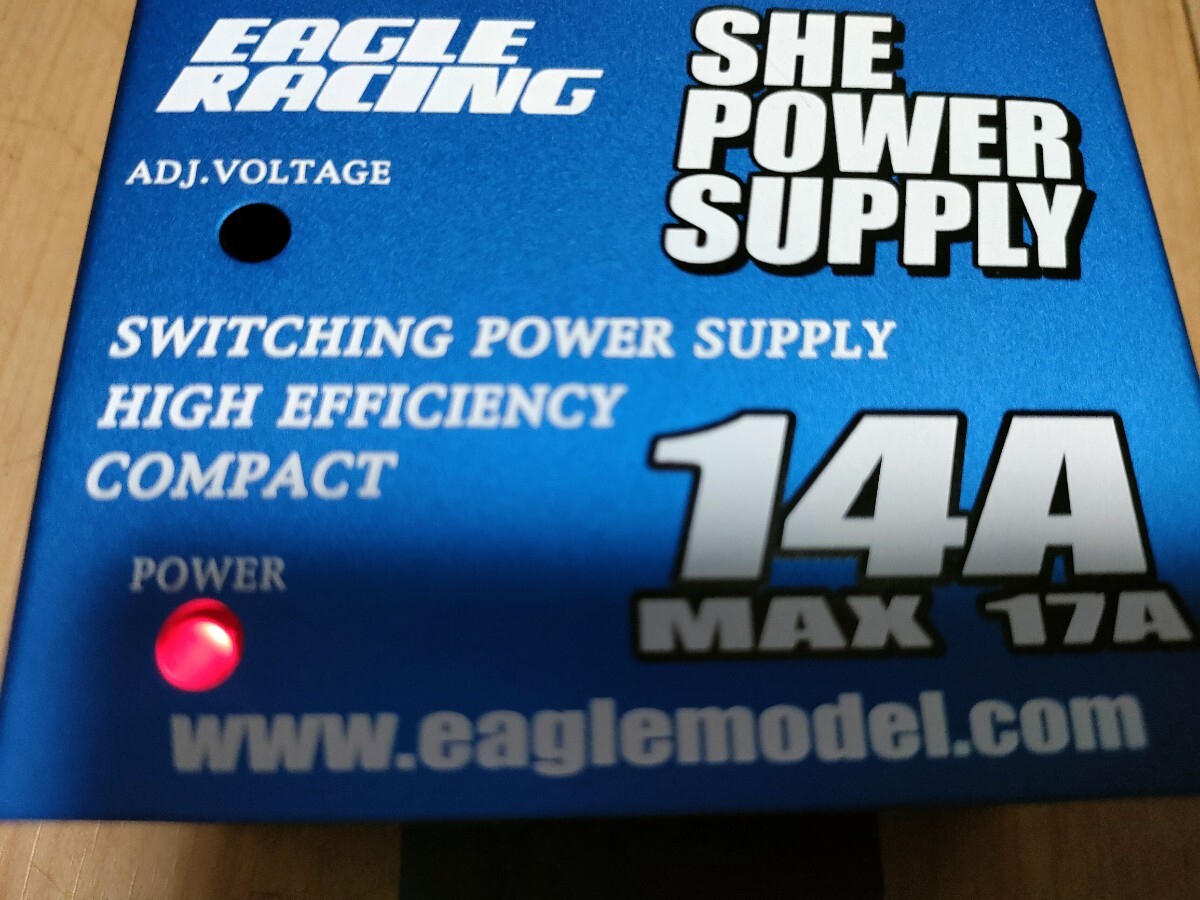 EAGLE
RACING
SHE
POWER
SUPPLY
ADJ.VOLTAGE
SWITCHING POWER SUPPLY
HIGH EFFICIENCY
COMPACT
14A
MAX 17A
POWER
www.eaglemodel.com